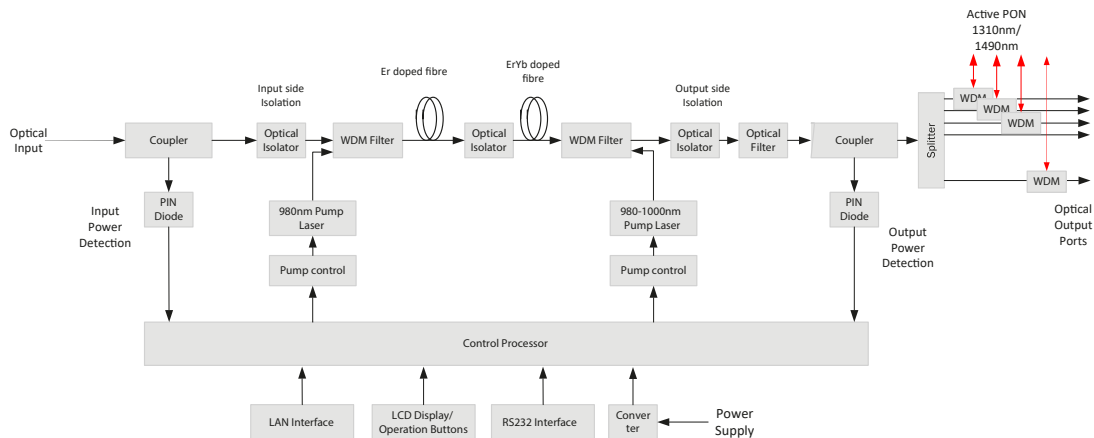 Active PON
1310nm/
1490nm
Er doped fibre
ErYb doped
fibre
Input side
Isolation
Output side
Isolation
Optical
Input
Coupler
Optical
Isolator
WDM Filter
Optical
Isolator
WDM Filter
Optical
Isolator
Optical
Filter
Coupler
Splitter
WDM
WDM
WDM
WDM
PIN
Diode
Input
Power
Detection
980nm Pump
Laser
980-1000nm
Pump Laser
PIN
Diode
Output
Power
Detection
Optical
Output
Ports
Pump control
Pump control
Control Processor
LAN Interface
LCD Display/
Operation Buttons
RS232 Interface
Conver
ter
Power
Supply